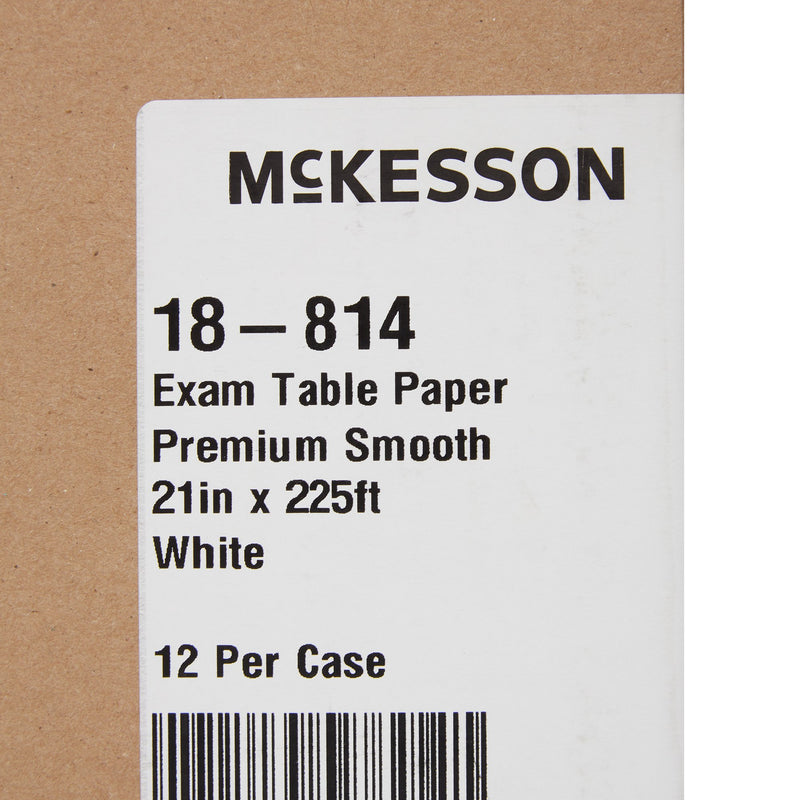 McKESSON
18-814
Exam Table Paper
Premium Smooth
21in x 225ft
White
12 Per Case